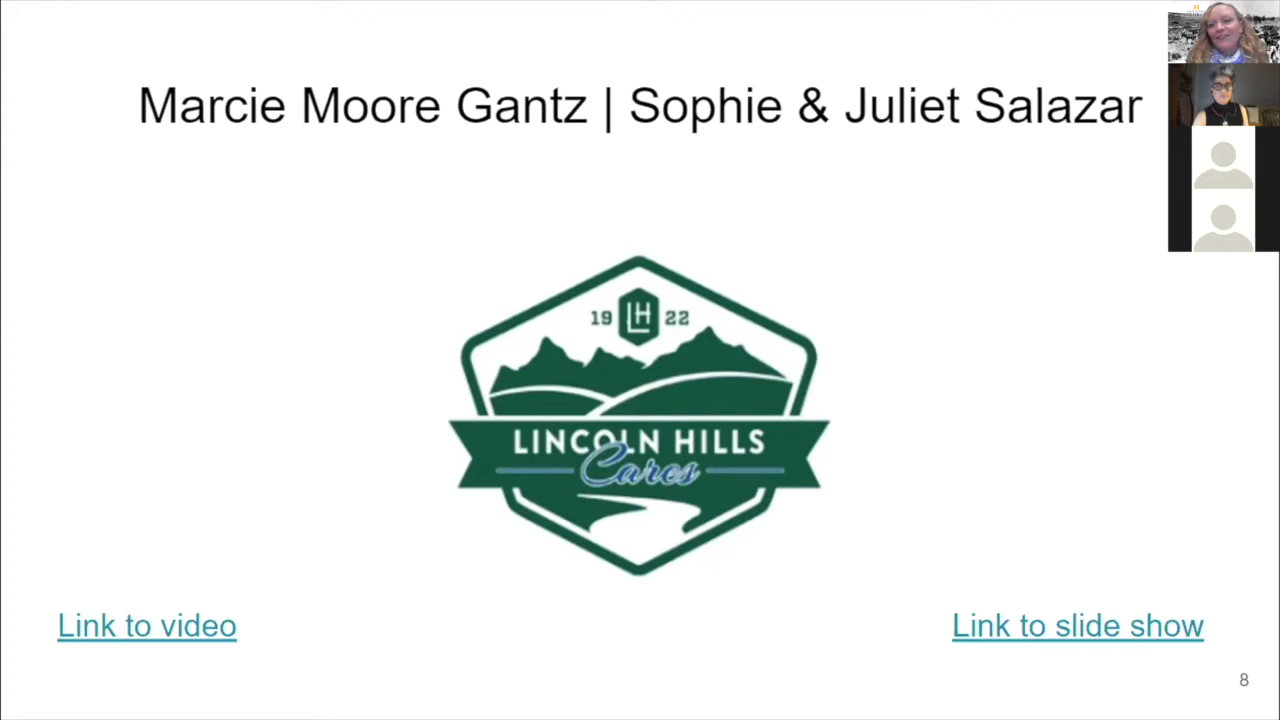 Marcie Moore Gantz | Sophie & Juliet Salazar
19 LH 22
LINCOLN HILLS
Cares
Link to video
Link to slide show
8